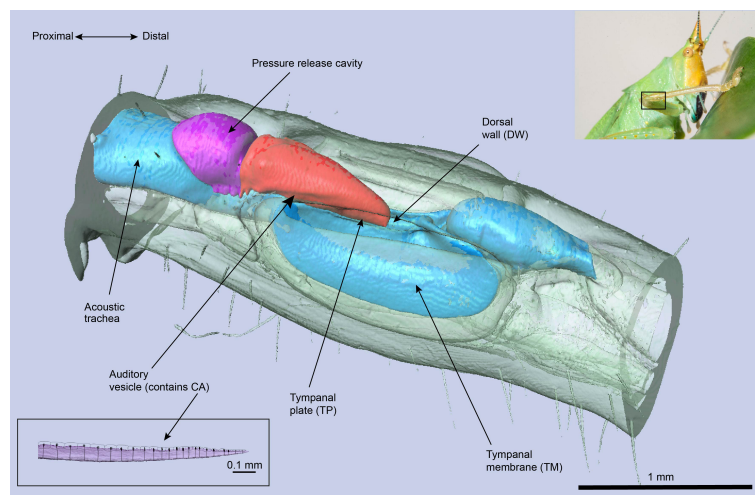 Proximal Distal
Pressure release cavity
Dorsal
wall (DW)
Acoustic
trachea
Auditory
vesicle (contains CA)
Tympanal
plate (TP)
Tympanal
membrane (TM)
0.1 mm
1 mm